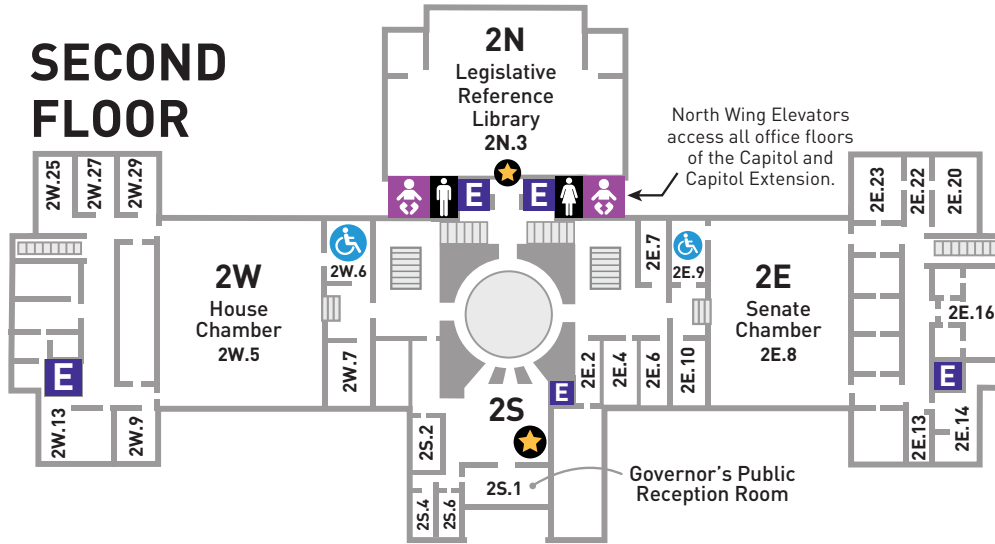 SECOND
FLOOR
2N
Legislative
Reference
Library
2N.3
North Wing Elevators
access all office floors
of the Capitol and
Capitol Extension.
E
E
2W.25
2W.27
2W.29
2E.23
2E.22
2E.20
2W.6
2E.7
2E.9
2W
House
Chamber
2W.5
2E
Senate
Chamber
2E.8
2E.16
2W.7
2E.2
2E.4
2E.6
2E.10
E
E
E
2W.13
2W.9
2S
2S.2
2E.13
2E.14
2S.1
Governor’s Public
Reception Room
2S.4
2S.6